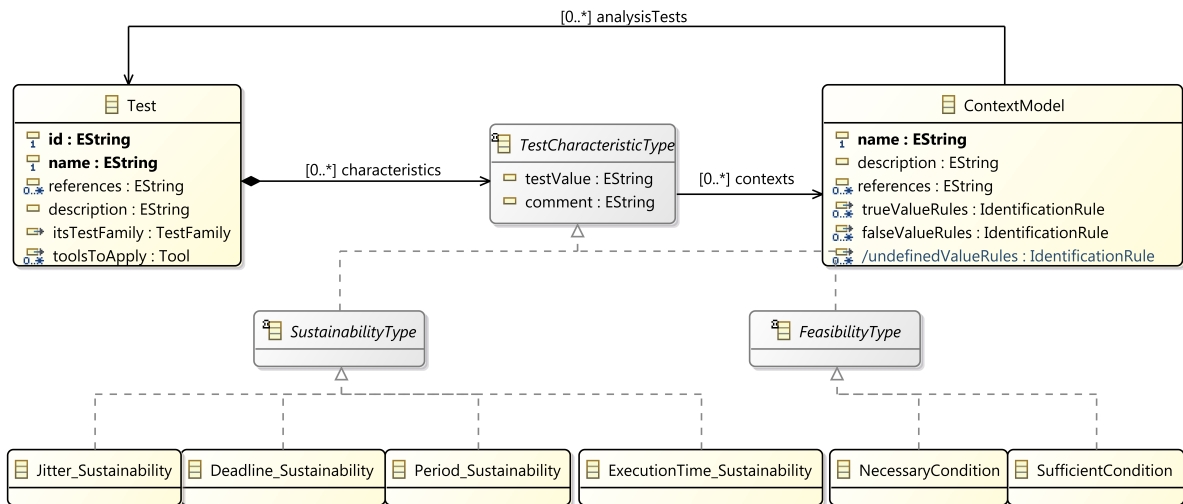 [0..*] analysisTests
Test
id : EString
name : EString
references : EString
description : EString
itsTestFamily : TestFamily
toolsToApply : Tool
[0..*] characteristics
TestCharacteristicType
testValue : EString
comment : EString
[0..*] contexts
ContextModel
name : EString
description : EString
references : EString
trueValueRules : IdentificationRule
falseValueRules : IdentificationRule
/undefinedValueRules : IdentificationRule
SustainabilityType
FeasibilityType
Jitter_Sustainability
Deadline_Sustainability
Period_Sustainability
ExecutionTime_Sustainability
NecessaryCondition
SufficientCondition